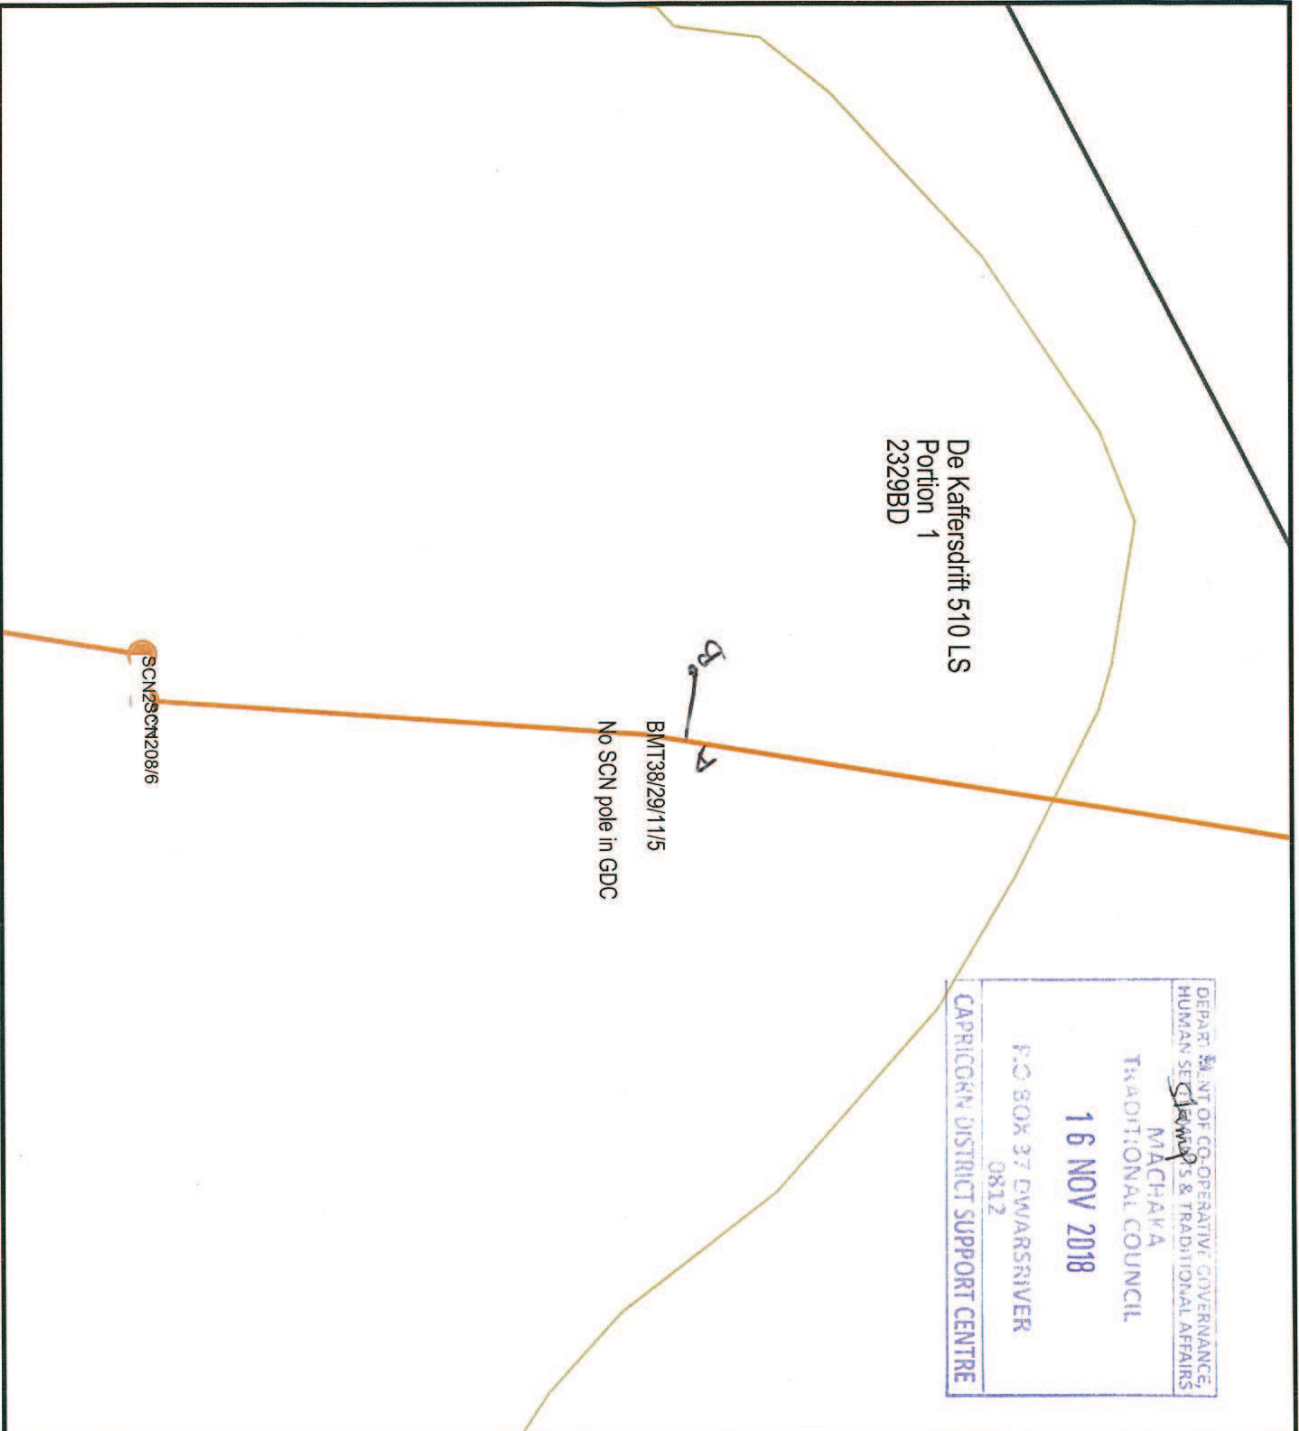 De Kaffersdrift 510 LS
Portion 1
2329BD
B
A
BMT38/29/11/5
No SCN pole in GDC
SCN2SCN208/6
DEPARTMENT OF CO-OPERATIVE GOVERNANCE,
HUMAN SETTLEMENTS & TRADITIONAL AFFAIRS
Stamp
MACHAKA
TRADITIONAL COUNCIL
16 NOV 2018
P.O BOX 37 DWARSRIVER
0812
CAPRICORN DISTRICT SUPPORT CENTRE